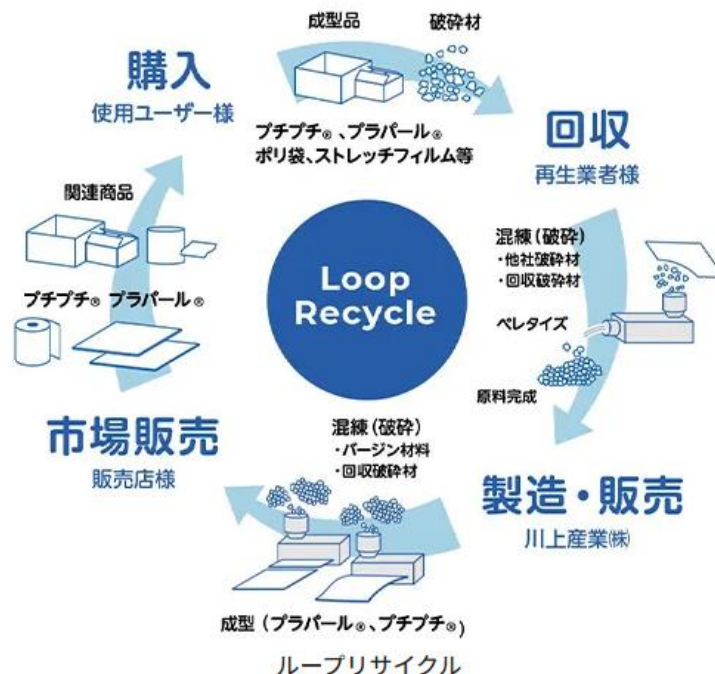 成型品
破砕材
購入
使用ユーザー様
プチプチ®、プラパール®
ポリ袋、ストレッチフィルム等
回収
再生業者様
混練(破砕)
・他社破砕材
・回収破砕材
ペレタイズ
原料完成
Loop
Recycle
製造・販売
川上産業㈱
混練(破砕)
・バージン材料
・回収破砕材
成型(プラパール®、プチプチ®)
市場販売
販売店様
関連商品
プチプチ® プラパール®
ループリサイクル